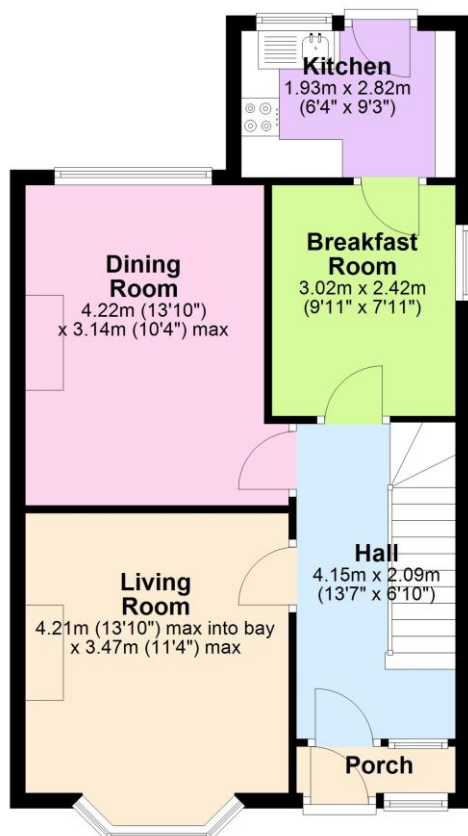 Kitchen
1.93m x 2.82m
(6'4" x 9'3")
Breakfast
Room
3.02m x 2.42m
(9'11" x 7'11")
Dining
Room
4.22m (13'10")
x 3.14m (10'4") max
Hall
4.15m x 2.09m
(13'7" x 6'10")
Living
Room
4.21m (13'10") max into bay
x 3.47m (11'4") max
Porch